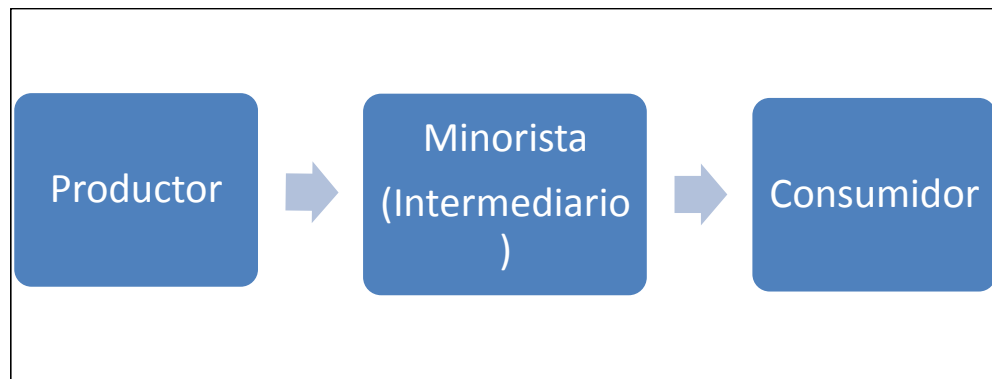 Productor
Minorista
(Intermediario
)
Consumidor